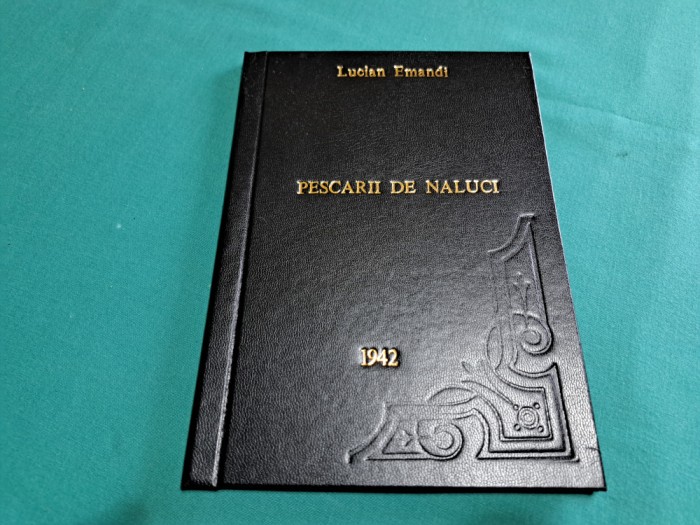 Lucian Emandi
PESCARII DE NALUCI
1942